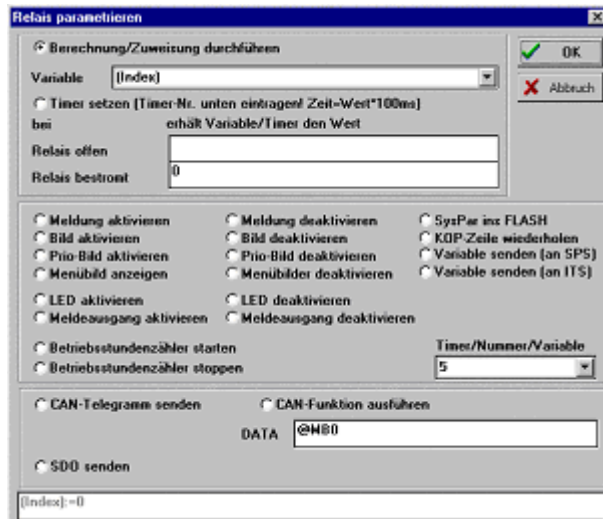 Relais parametrieren
Berechnung/Zuweisung durchführen
OK
Variable (Index)
Abbruch
Timer setzen (Timer-Nr. unten eintragen! Zeit=Wert*100ms)
bei erhält Variable/Timer den Wert
Relais offen
Relais bestromt 0
Meldung aktivieren Meldung deaktivieren SysPar ins FLASH
Bild aktivieren Bild deaktivieren KOP-Zeile wiederholen
Prio-Bild aktivieren Prio-Bild deaktivieren Variable senden (an SPS)
Menübild anzeigen Menübilder deaktivieren Variable senden (an ITS)
LED aktivieren LED deaktivieren
Meldeausgang aktivieren Meldeausgang deaktivieren
Betriebsstundenzähler starten Timer/Nummer/Variable
Betriebsstundenzähler stoppen 5
CAN-Telegramm senden CAN-Funktion ausführen
DATA @MB0
SDO senden
(Index):=0